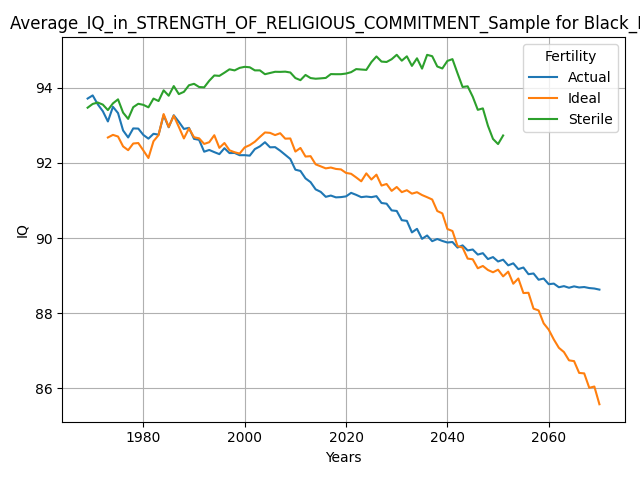 Average_IQ_in_STRENGTH_OF_RELIGIOUS_COMMITMENT_Sample for Black_
Fertility
Actual
Ideal
Sterile
94
92
90
88
86
IQ
1980
2000
2020
2040
2060
Years